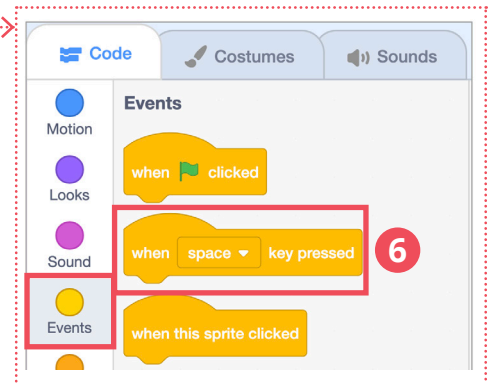 Code
Costumes
Sounds
Motion
Looks
Sound
Events
Events
when clicked
when space key pressed
6
when this sprite clicked